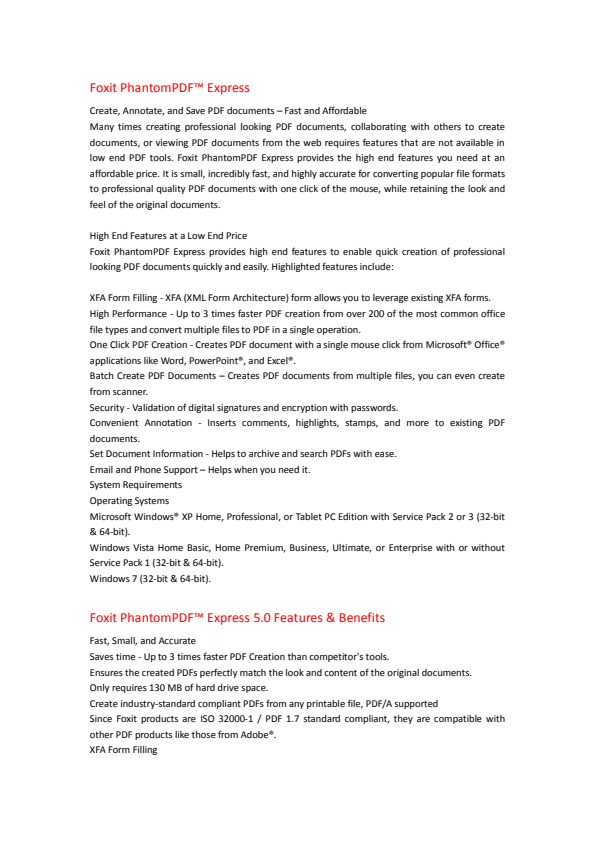 Foxit PhantomPDF™ Express
Create, Annotate, and Save PDF documents – Fast and Affordable
Many times creating professional looking PDF documents, collaborating with others to create
documents, or viewing PDF documents from the web requires features that are not available in
low end PDF tools. Foxit PhantomPDF Express provides the high end features you need at an
affordable price. It is small, incredibly fast, and highly accurate for converting popular file formats
to professional quality PDF documents with one click of the mouse, while retaining the look and
feel of the original documents.
High End Features at a Low End Price
Foxit PhantomPDF Express provides high end features to enable quick creation of professional
looking PDF documents quickly and easily. Highlighted features include:
XFA Form Filling - XFA (XML Form Architecture) form allows you to leverage existing XFA forms.
High Performance - Up to 3 times faster PDF creation from over 200 of the most common office
file types and convert multiple files to PDF in a single operation.
One Click PDF Creation - Creates PDF document with a single mouse click from Microsoft® Office®
applications like Word, PowerPoint®, and Excel®.
Batch Create PDF Documents – Creates PDF documents from multiple files, you can even create
from scanner.
Security - Validation of digital signatures and encryption with passwords.
Convenient Annotation - Inserts comments, highlights, stamps, and more to existing PDF
documents.
Set Document Information - Helps to archive and search PDFs with ease.
Email and Phone Support – Helps when you need it.
System Requirements
Operating Systems
Microsoft Windows® XP Home, Professional, or Tablet PC Edition with Service Pack 2 or 3 (32-bit
& 64-bit).
Windows Vista Home Basic, Home Premium, Business, Ultimate, or Enterprise with or without
Service Pack 1 (32-bit & 64-bit).
Windows 7 (32-bit & 64-bit).
Foxit PhantomPDF™ Express 5.0 Features & Benefits
Fast, Small, and Accurate
Saves time - Up to 3 times faster PDF Creation than competitor's tools.
Ensures the created PDFs perfectly match the look and content of the original documents.
Only requires 130 MB of hard drive space.
Create industry-standard compliant PDFs from any printable file, PDF/A supported
Since Foxit products are ISO 32000-1 / PDF 1.7 standard compliant, they are compatible with
other PDF products like those from Adobe®.
XFA Form Filling